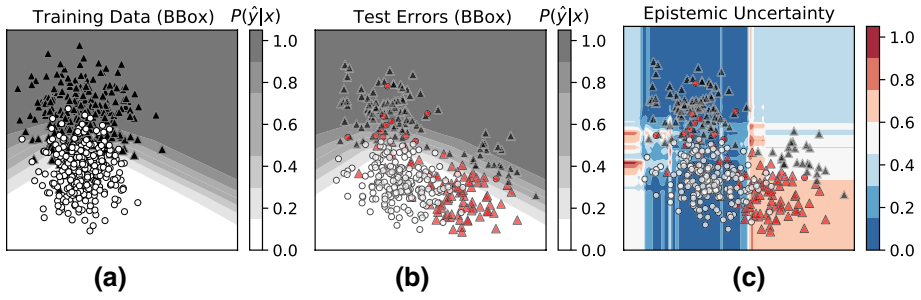 Training Data (BBox)
P(ŷ|x)
1.0
0.8
0.6
0.4
0.2
0.0
(a)
Test Errors (BBox)
P(ŷ|x)
1.0
0.8
0.6
0.4
0.2
0.0
(b)
Epistemic Uncertainty
1.0
0.8
0.6
0.4
0.2
0.0
(c)